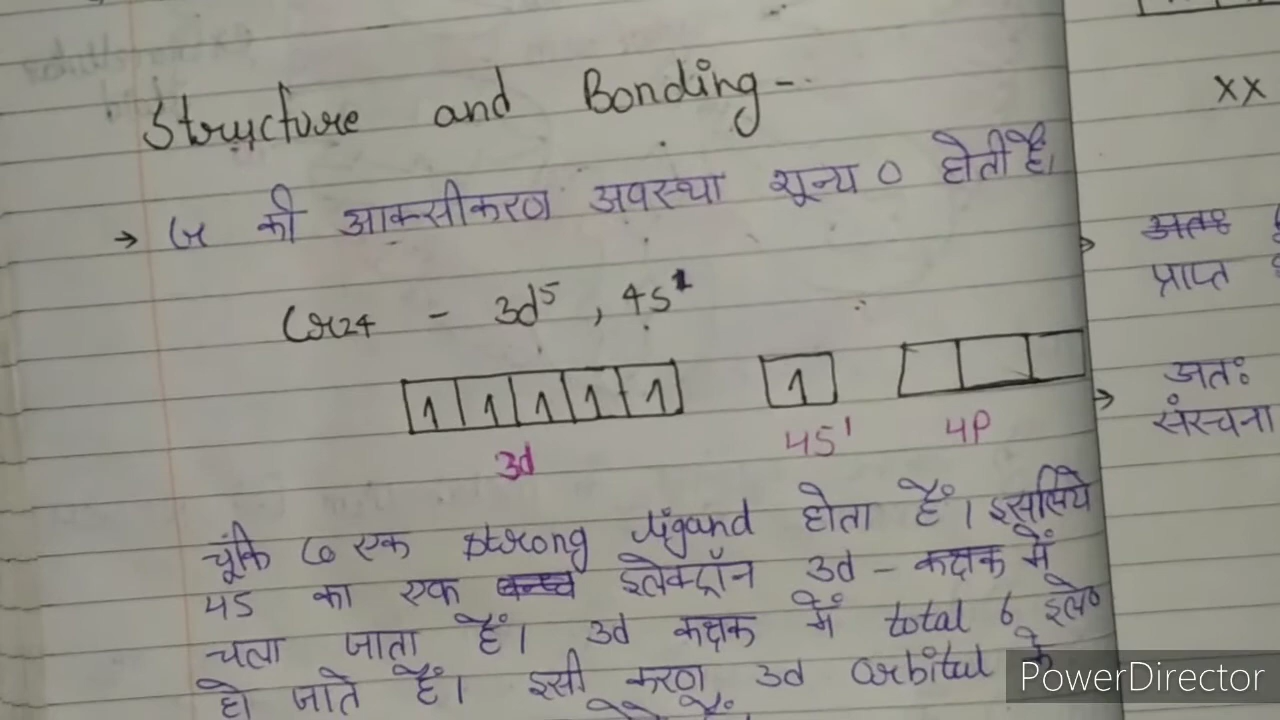 Structure and Bonding -
→ Cr की आक्सीकरण अवस्था शून्य 0 होती है।
Cr24 - 3d⁵, 4s¹
1 1 1 1 1 1
3d 4S¹ 4P
चूंकि CO एक strong ligand होता है। इसलिये
4S का एक इलेक्ट्रॉन 3d - कक्षक में
चला जाता है। 3d कक्षक में total 6 इले०
हो जाते है। इसी करण 3d orbital के
XX
अतः
प्राप्त
→ अतः
संरचना
PowerDirector